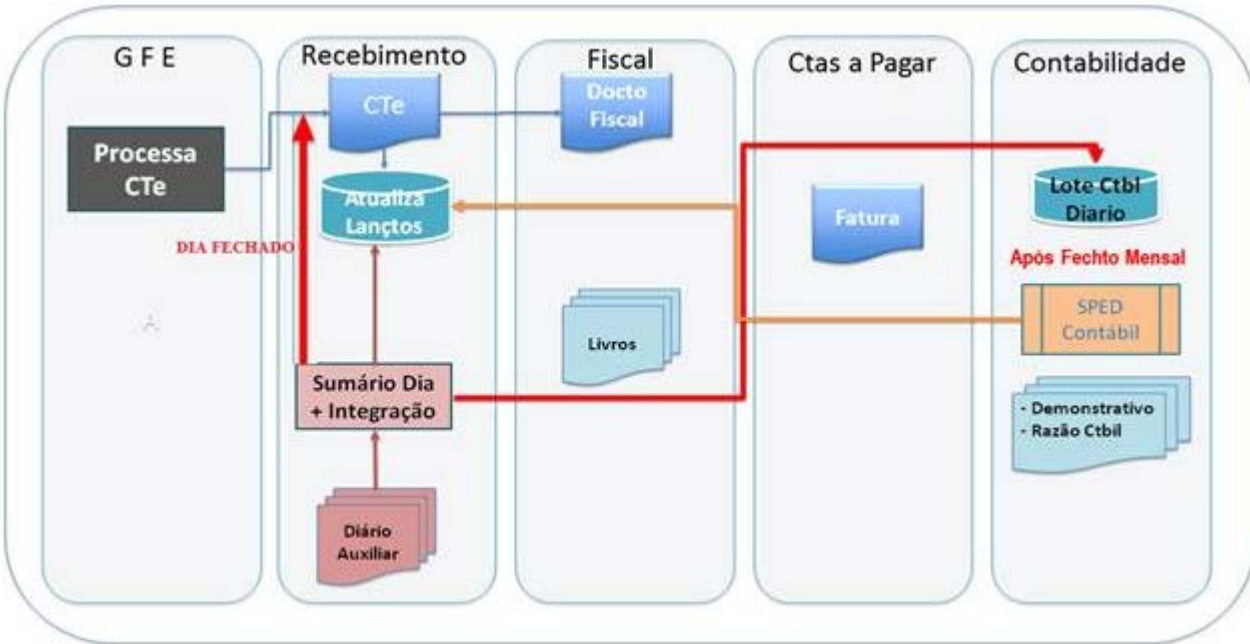 G F E
Recebimento
Fiscal
Ctas a Pagar
Contabilidade
Processa
CTe
CTe
Docto
Fiscal
Atualiza
Lançtos
Fatura
Lote Ctbl
Diario
DIA FECHADO
Após Fechto Mensal
SPED
Contábil
Livros
Sumário Dia
+ Integração
- Demonstrativo
- Razão Ctbil
Diário
Auxiliar